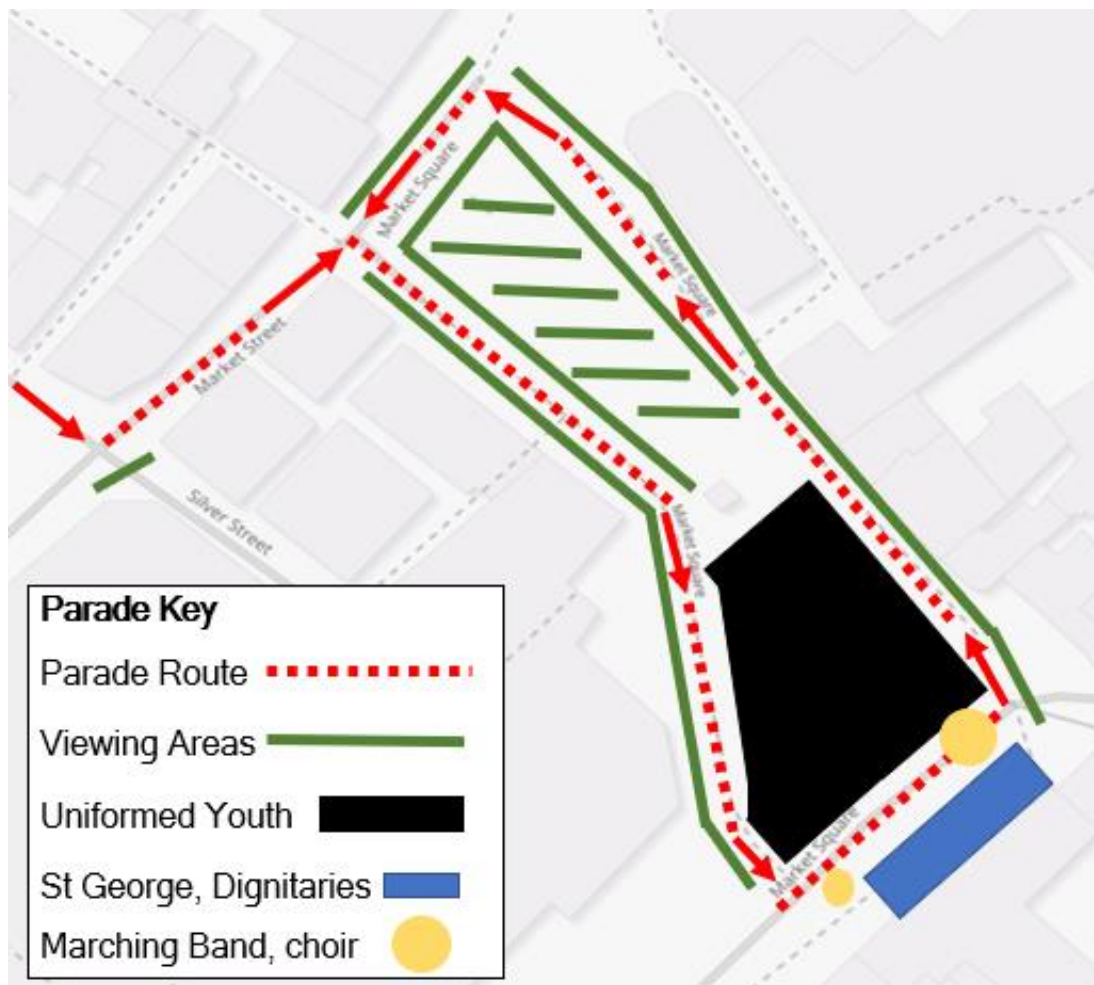 Market Square
Market Square
Market Street
Silver Street
Market Square
Market Square
Parade Key
Parade Route
Viewing Areas
Uniformed Youth
St George, Dignitaries
Marching Band, choir